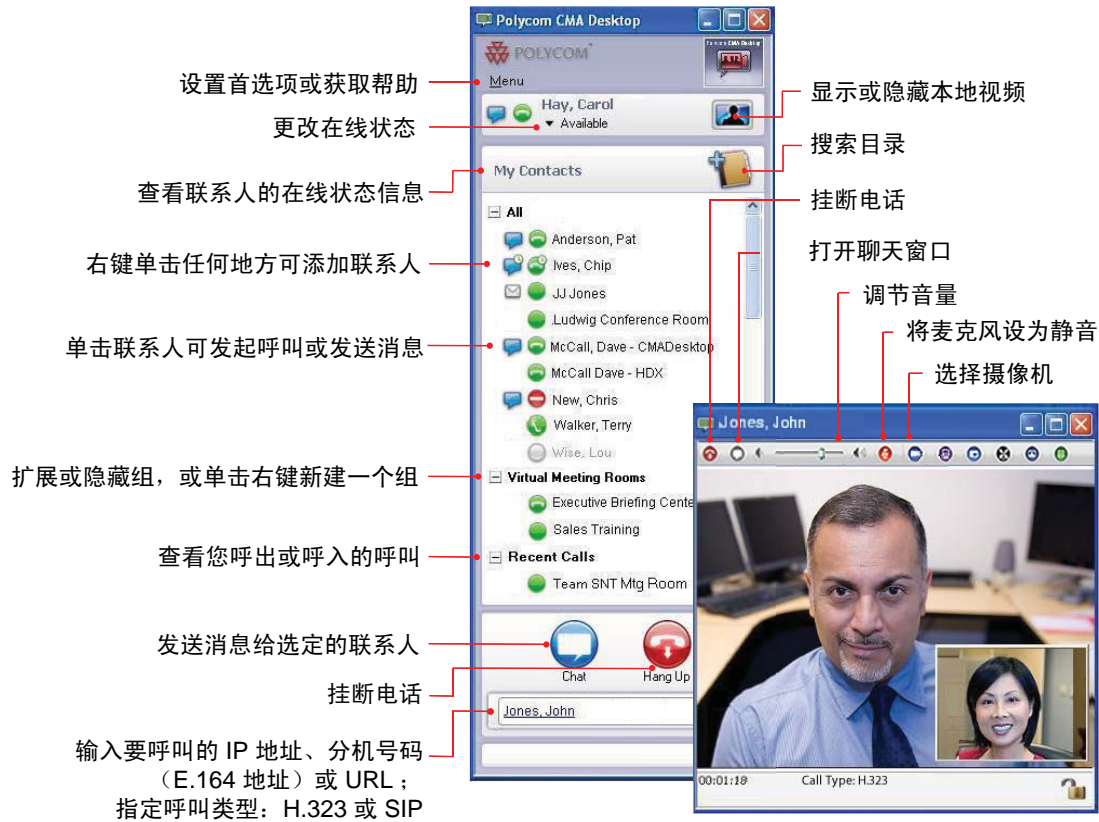 Polycom CMA Desktop
POLYCOM
Polycom CMA Desktop
Menu
Hay, Carol
Available
My Contacts
All
Anderson, Pat
Ives, Chip
JJ Jones
Ludwig Conference Room
McCall, Dave - CMADesktop
McCall Dave - HDX
New, Chris
Walker, Terry
Wise, Lou
Virtual Meeting Rooms
Executive Briefing Cente
Sales Training
Recent Calls
Team SNT Mtg Room
Chat
Hang Up
Jones, John
设置首选项或获取帮助
更改在线状态
查看联系人的在线状态信息
右键单击任何地方可添加联系人
单击联系人可发起呼叫或发送消息
扩展或隐藏组，或单击右键新建一个组
查看您呼出或呼入的呼叫
发送消息给选定的联系人
挂断电话
输入要呼叫的 IP 地址、分机号码
（E.164 地址）或 URL；
指定呼叫类型：H.323 或 SIP
显示或隐藏本地视频
搜索目录
挂断电话
打开聊天窗口
调节音量
将麦克风设为静音
选择摄像机
Jones, John
00:01:18
Call Type: H.323